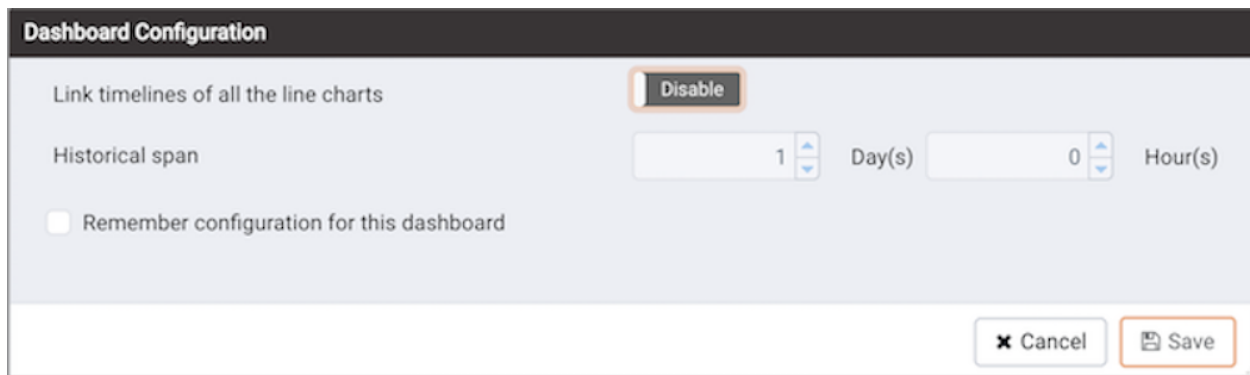 Dashboard Configuration
Link timelines of all the line charts Disable
Historical span 1 Day(s) 0 Hour(s)
Remember configuration for this dashboard
Cancel Save